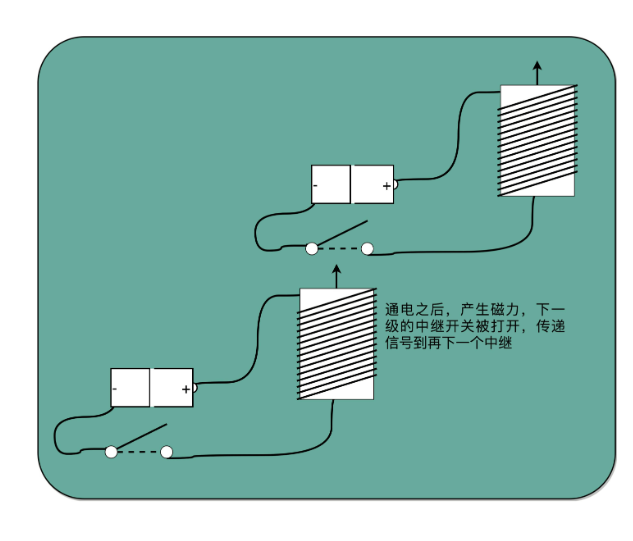 - +
通电之后，产生磁力，下一
级的中继开关被打开，传递
信号到再下一个中继
- +